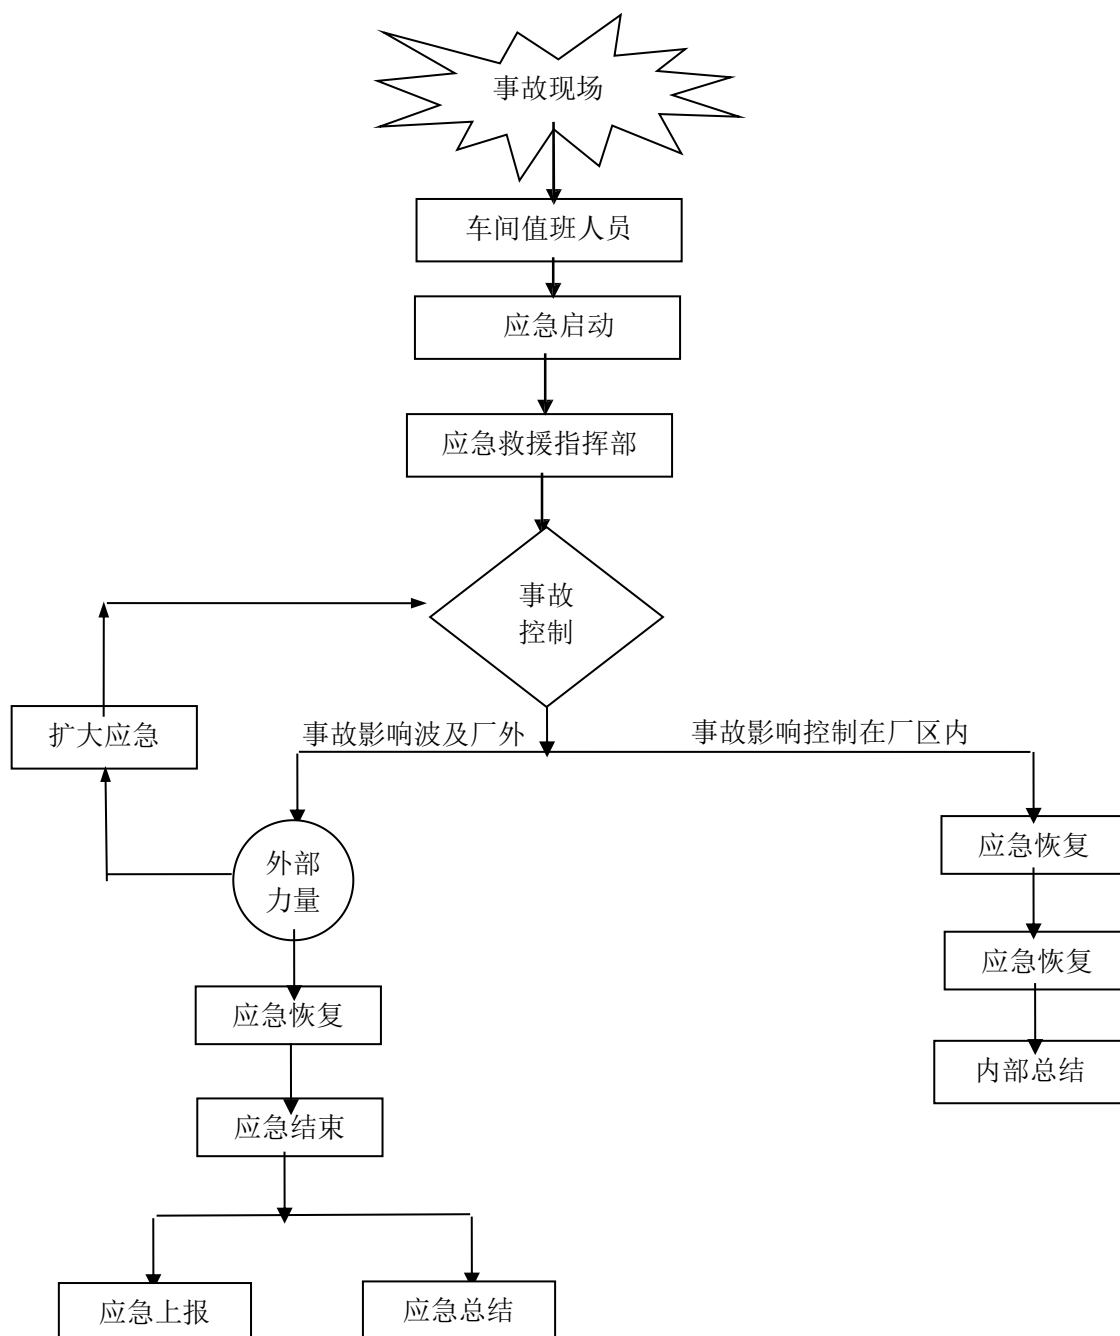 事故现场
车间值班人员
应急启动
应急救援指挥部
事故
控制
扩大应急
事故影响波及厂外
事故影响控制在厂区内
外部
力量
应急恢复
应急恢复
应急恢复
内部总结
应急结束
应急上报
应急总结